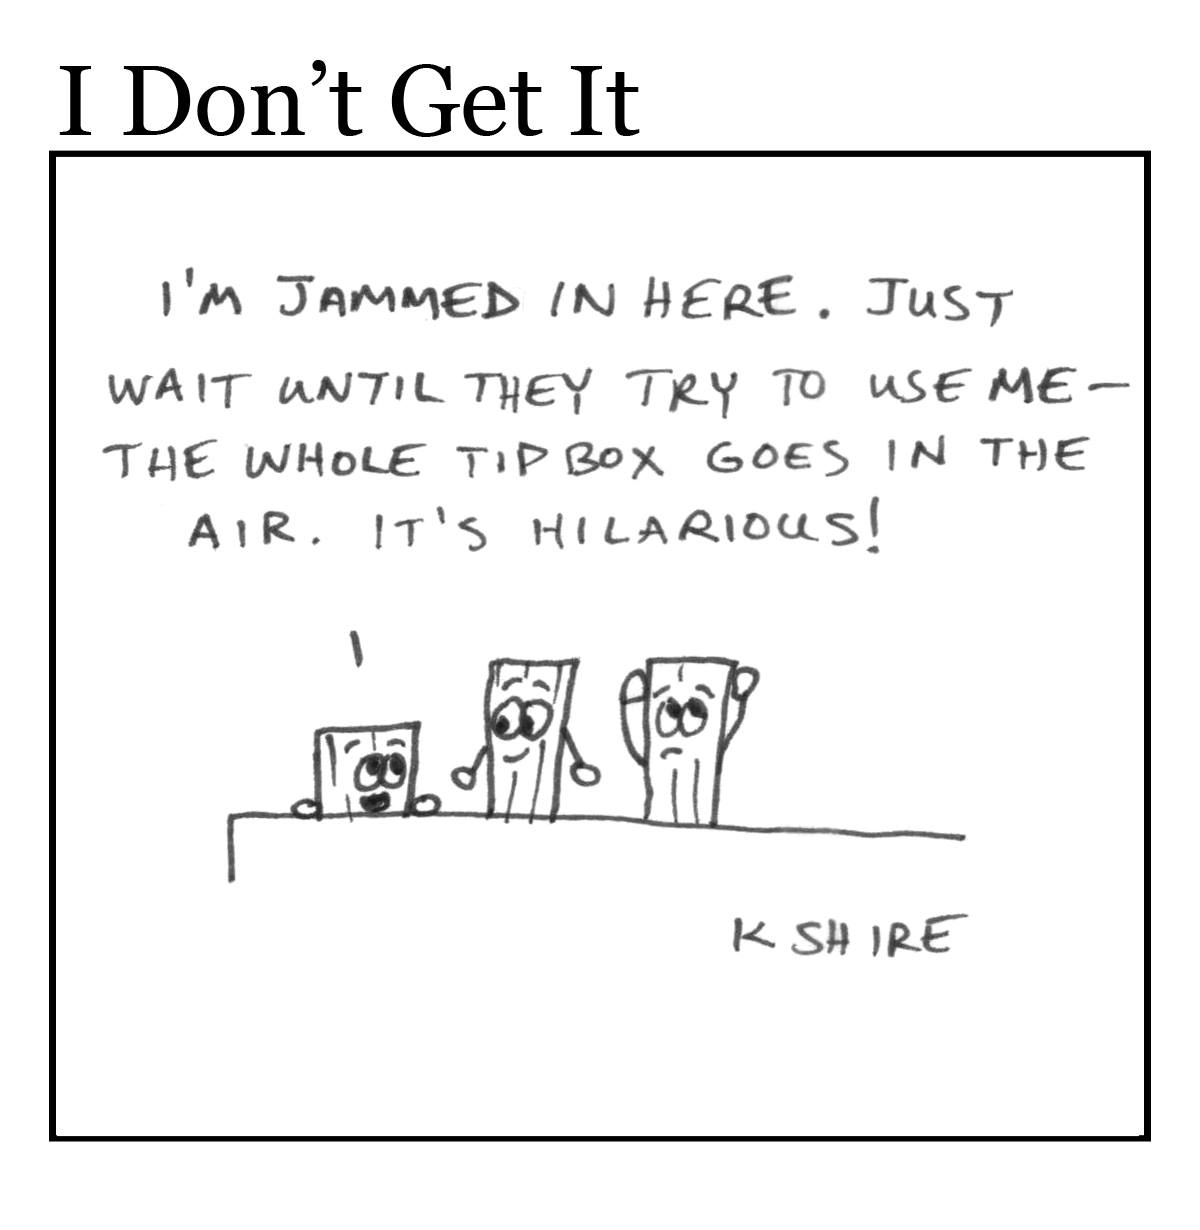 I Don’t Get It
I'M JAMMED IN HERE. JUST
WAIT UNTIL THEY TRY TO USE ME—
THE WHOLE TIP BOX GOES IN THE
AIR. IT'S HILARIOUS!
K SHIRE